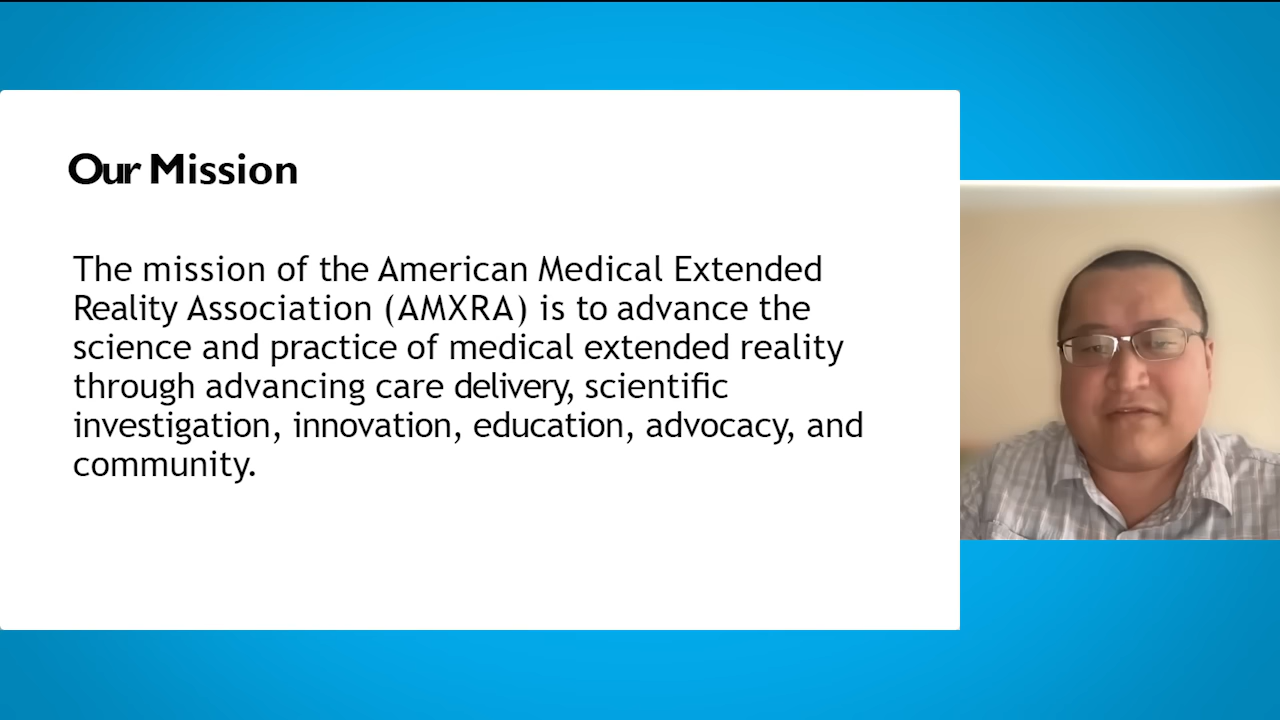 Our Mission
The mission of the American Medical Extended
Reality Association (AMXRA) is to advance the
science and practice of medical extended reality
through advancing care delivery, scientific
investigation, innovation, education, advocacy, and
community.